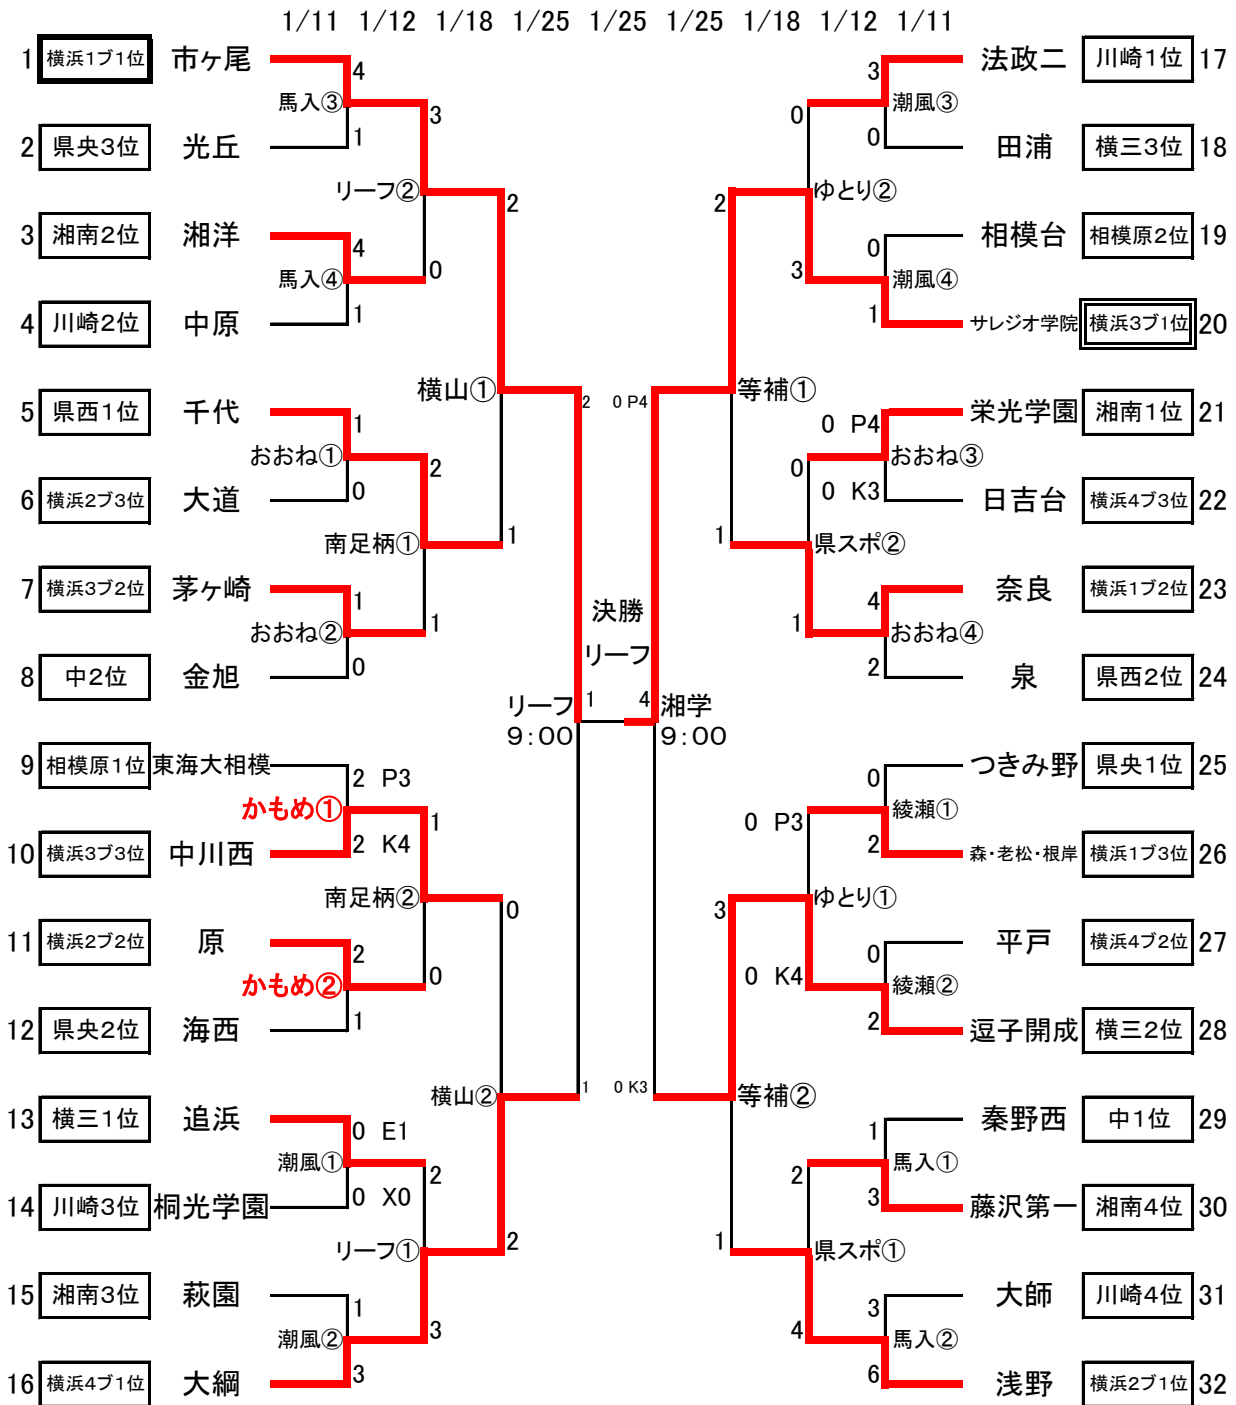 1/11 1/12 1/18 1/25 1/25 1/25 1/18 1/12 1/11
1 横浜1ブ1位 市ヶ尾 4 3 法政二 川崎1位 17
馬入③ 3 0 潮風③
2 県央3位 光丘 1 0 田浦 横三3位 18
リーフ② 2 2 ゆとり②
3 湘南2位 湘洋 4 0 相模台 相模原2位 19
馬入④ 0 3 潮風④
4 川崎2位 中原 1 1 サレジオ学院 横浜3ブ1位 20
横山① 2 0 P4 等補①
5 県西1位 千代 1 0 P4 栄光学園 湘南1位 21
おおね① 2 0 おおね③
6 横浜2ブ3位 大道 0 0 K3 日吉台 横浜4ブ3位 22
南足柄① 1 1 県スポ②
7 横浜3ブ2位 茅ヶ崎 1 4 奈良 横浜1ブ2位 23
決勝
おおね② 1 1 おおね④
リーフ
8 中2位 金旭 0 2 泉 県西2位 24
リーフ 1 4 湘学
9:00 9:00
9 相模原1位 東海大相模 2 P3 0 つきみ野 県央1位 25
かもめ① 1 0 P3 綾瀬①
10 横浜3ブ3位 中川西 2 K4 2 森・老松・根岸 横浜1ブ3位 26
南足柄② 0 3 ゆとり①
11 横浜2ブ2位 原 2 0 平戸 横浜4ブ2位 27
かもめ② 0 0 K4 綾瀬②
12 県央2位 海西 1 2 逗子開成 横三2位 28
横山② 1 0 K3 等補②
13 横三1位 追浜 0 E1 1 秦野西 中1位 29
潮風① 2 2 馬入①
14 川崎3位 桐光学園 0 X0 3 藤沢第一 湘南4位 30
リーフ① 2 1 県スポ①
15 湘南3位 萩園 1 3 大師 川崎4位 31
潮風② 3 4 馬入②
16 横浜4ブ1位 大綱 3 6 浅野 横浜2ブ1位 32